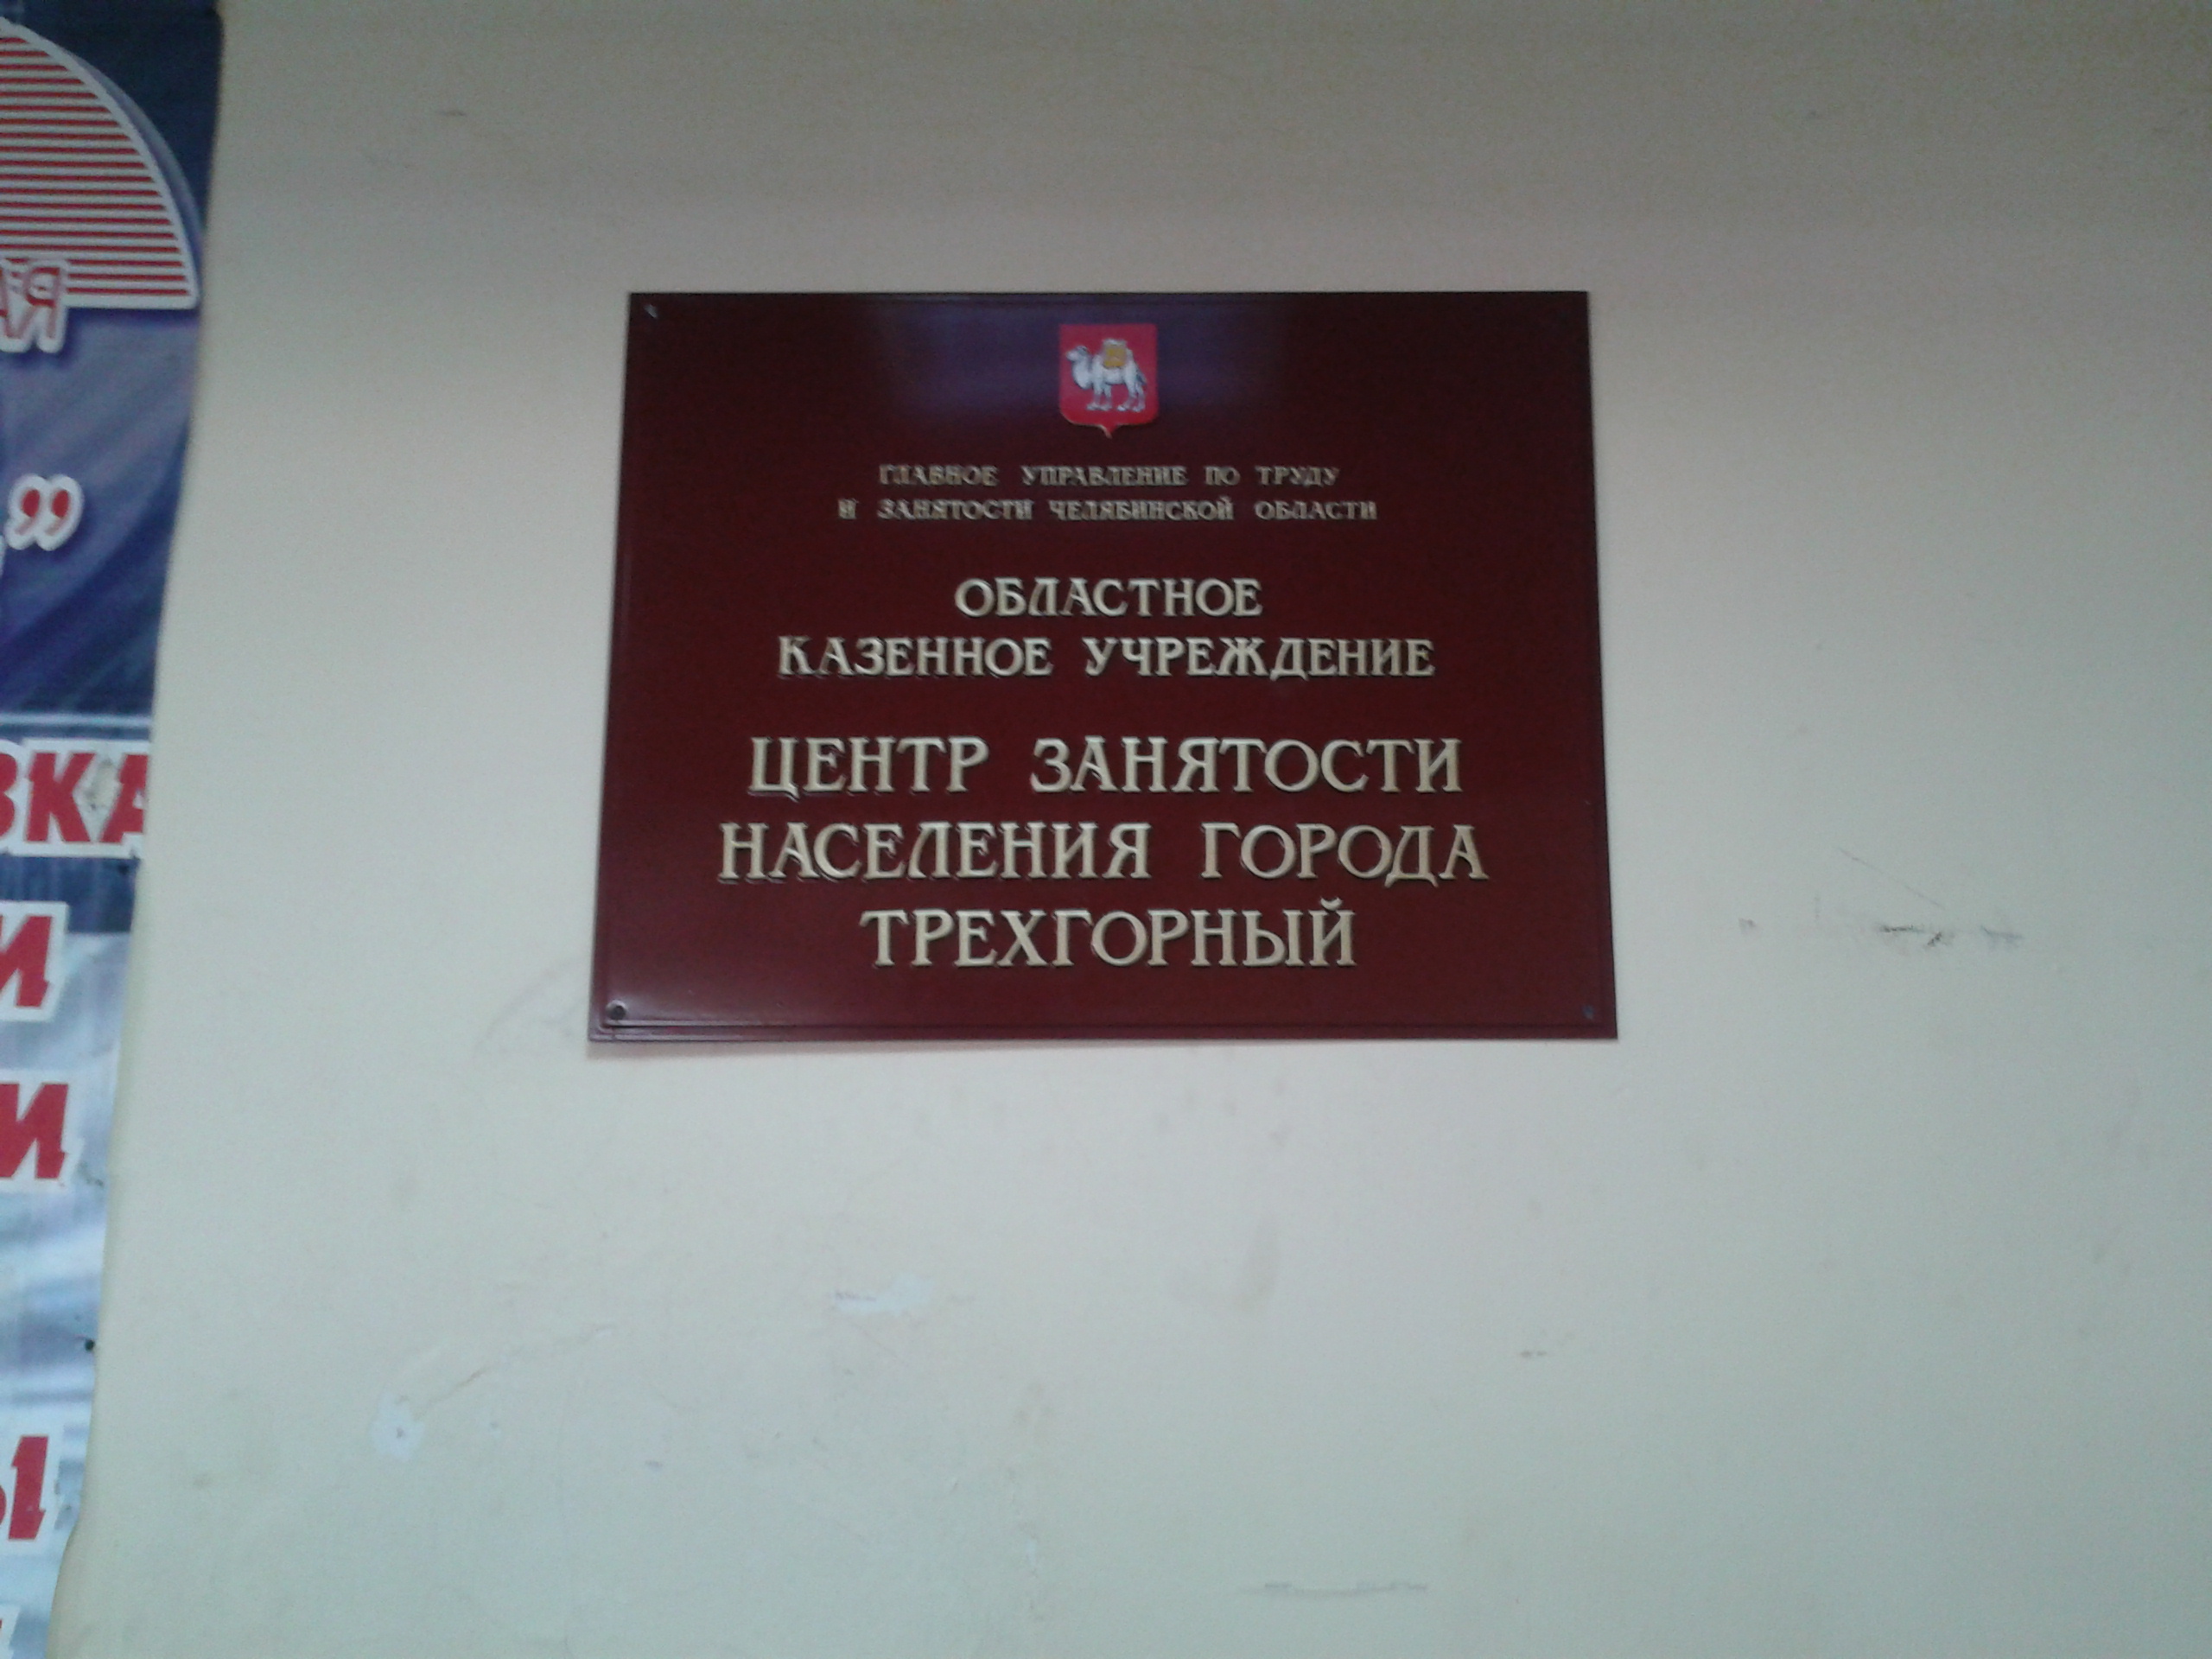 ГЛАВНОЕ УПРАВЛЕНИЕ ПО ТРУДУ
И ЗАНЯТОСТИ ЧЕЛЯБИНСКОЙ ОБЛАСТИ
ОБЛАСТНОЕ
КАЗЕННОЕ УЧРЕЖДЕНИЕ
ЦЕНТР ЗАНЯТОСТИ
НАСЕЛЕНИЯ ГОРОДА
ТРЕХГОРНЫЙ